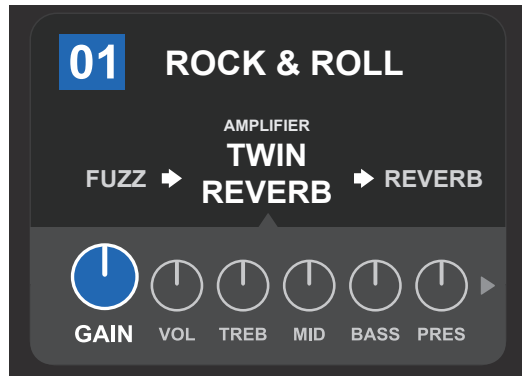 01 ROCK & ROLL
AMPLIFIER
TWIN
FUZZ REVERB REVERB
GAIN VOL TREB MID BASS PRES